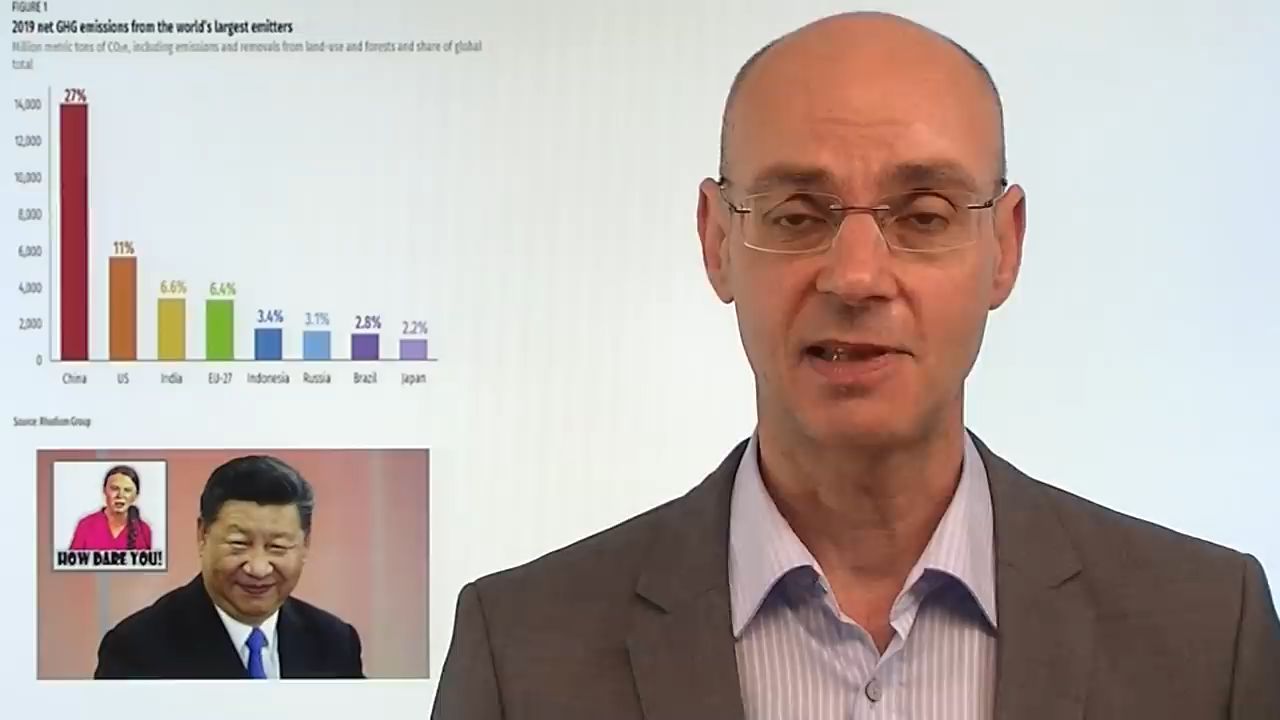 FIGURE 1
2019 net GHG emissions from the world's largest emitters
Million metric tons of CO₂e, including emissions and removals from land-use and forests and share of global
total
14,000
12,000
10,000
8,000
6,000
4,000
2,000
0
27%
11%
6.6%
6.4%
3.4%
3.1%
2.8%
2.2%
China
US
India
EU-27
Indonesia
Russia
Brazil
Japan
Source: Rhodium Group
HOW DARE YOU!